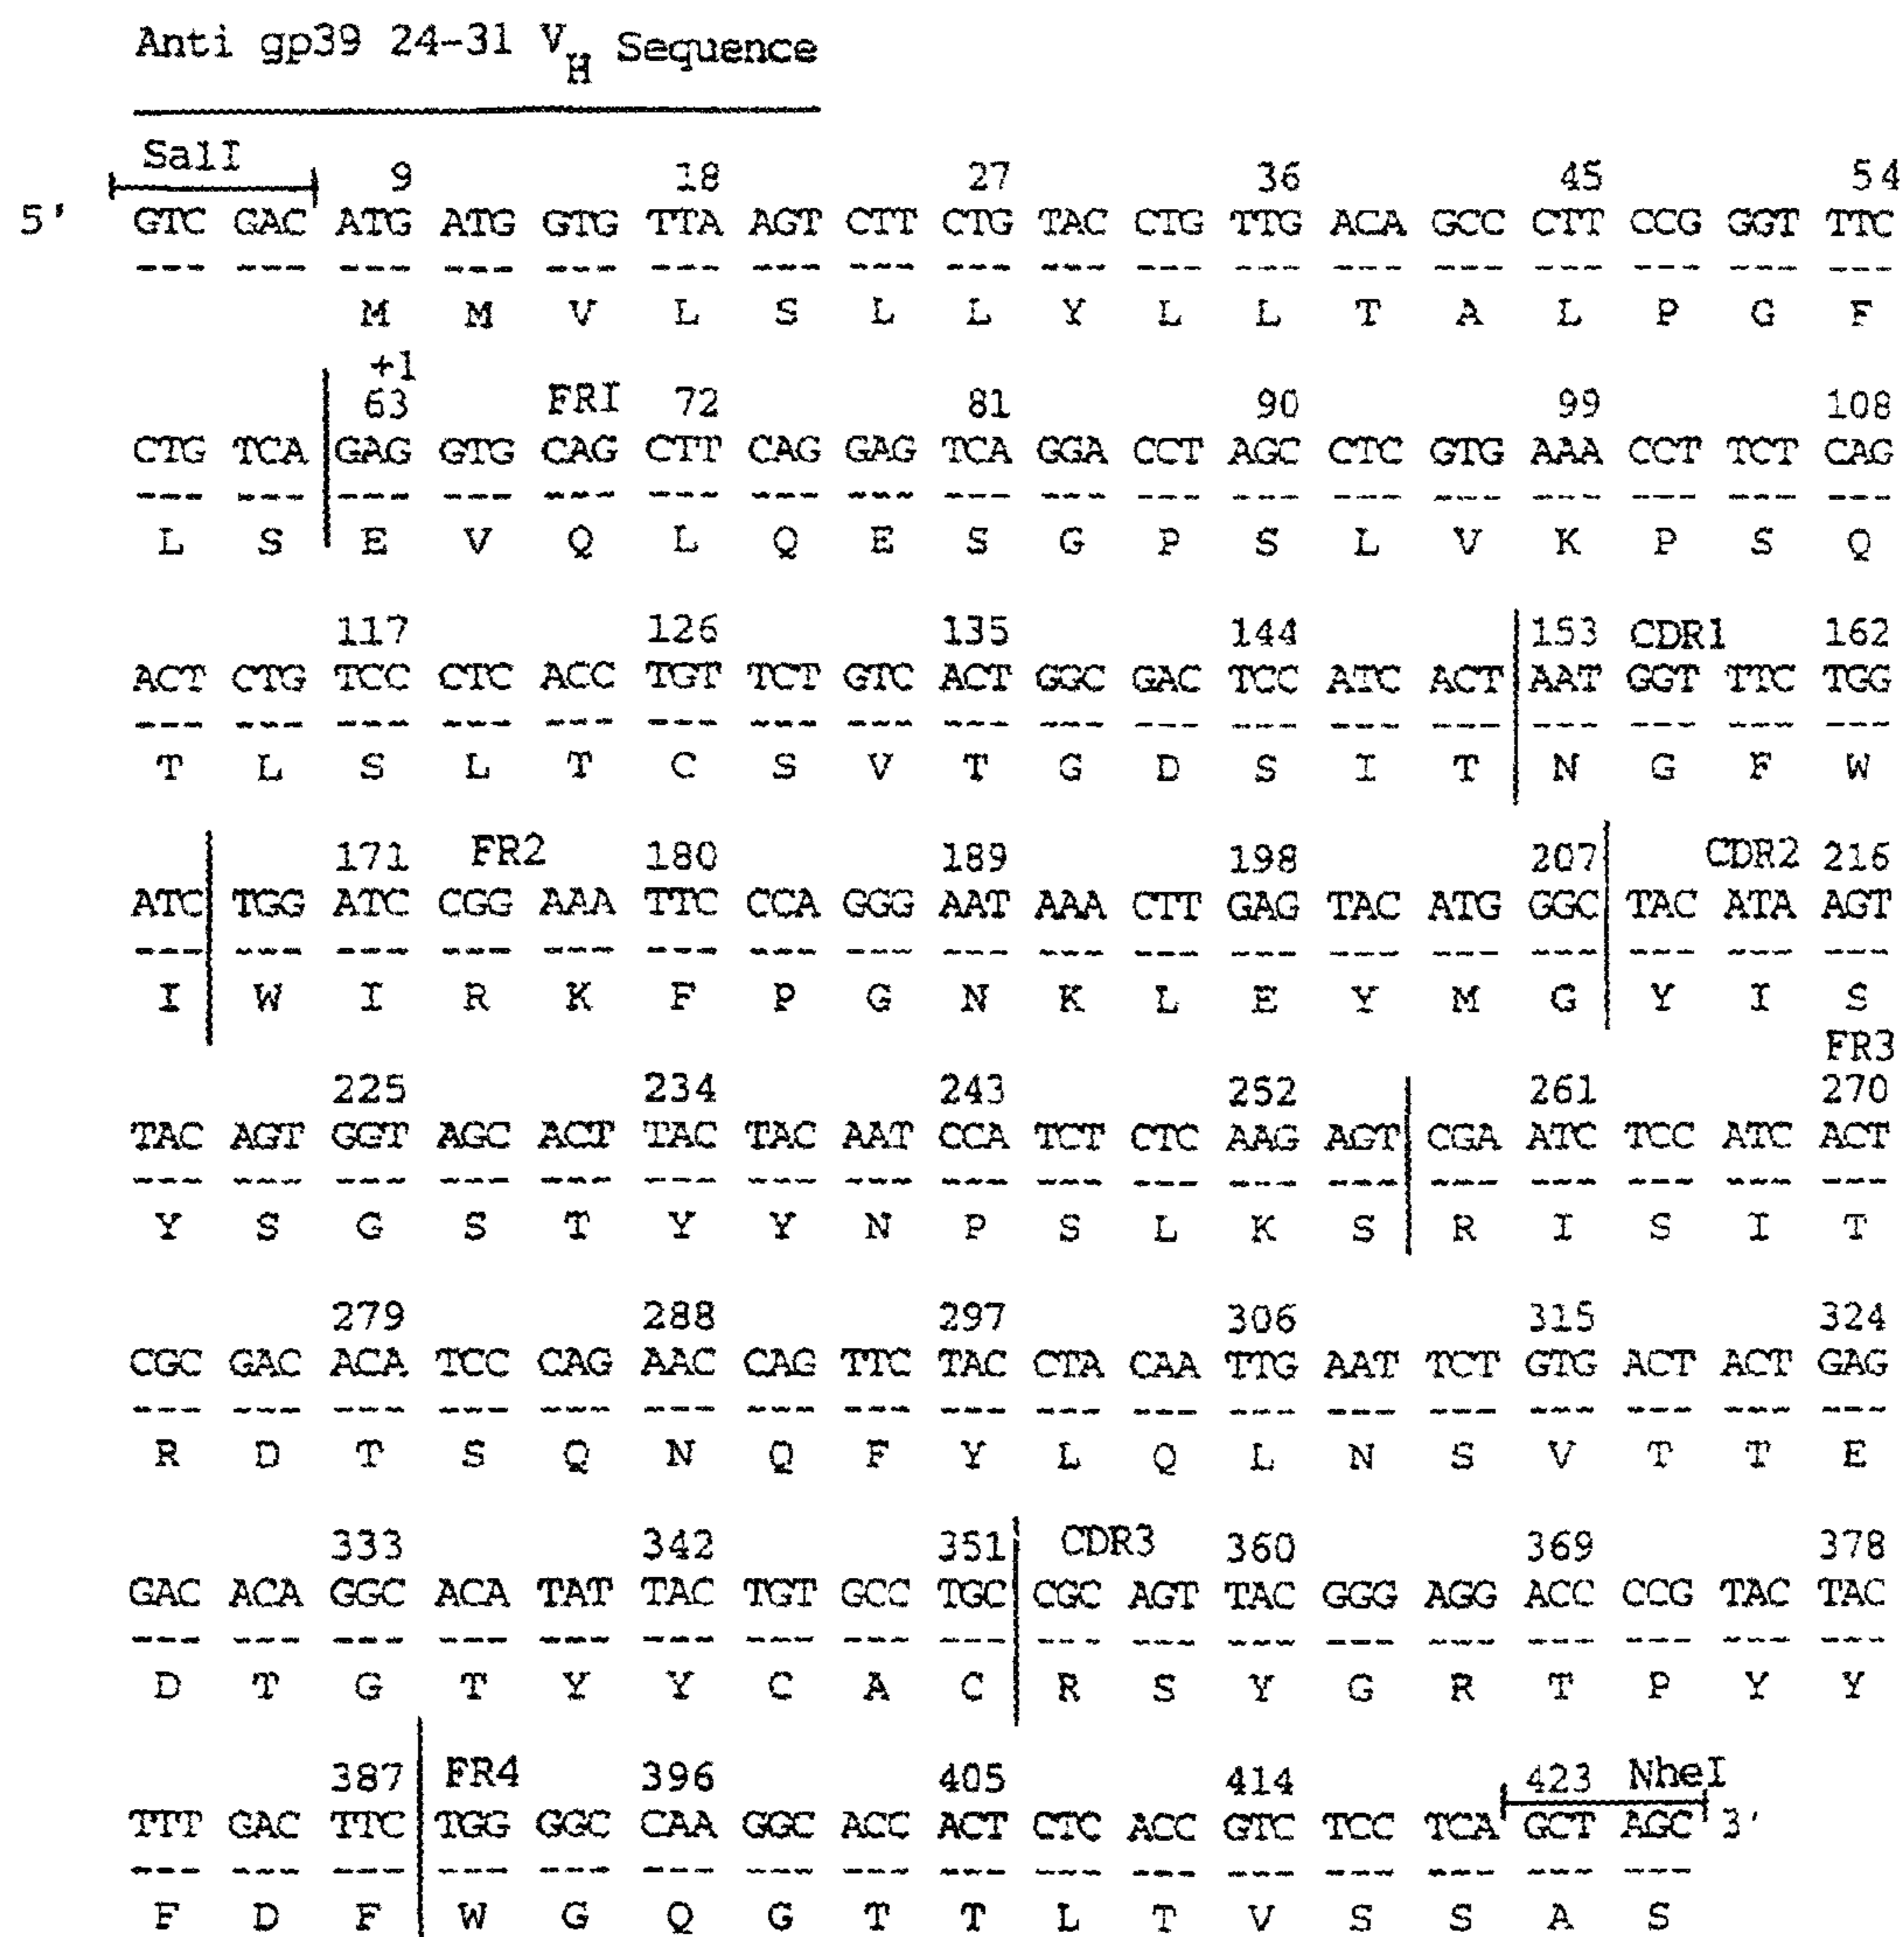 Anti gp39 24-31 VH Sequence
SalI
9 18 27 36 45 54
5' GTC GAC ATG ATG GTG TTA AGT CTT CTG TAC CTG TTG ACA GCC CTT CCG GGT TTC
--- --- --- --- --- --- --- --- --- --- --- --- --- --- --- --- --- ---
M M V L S L L Y L L T A L P G F
+1
63 FRI 72 81 90 99 108
CTG TCA GAG GTG CAG CTT CAG GAG TCA GGA CCT AGC CTC GTG AAA CCT TCT CAG
--- --- --- --- --- --- --- --- --- --- --- --- --- --- --- --- --- ---
L S E V Q L Q E S G P S L V K P S Q
117 126 135 144 153 CDR1 162
ACT CTG TCC CTC ACC TGT TCT GTC ACT GGC GAC TCC ATC ACT AAT GGT TTC TGG
--- --- --- --- --- --- --- --- --- --- --- --- --- --- --- --- --- ---
T L S L T C S V T G D S I T N G F W
171 FR2 180 189 198 207 CDR2 216
ATC TGG ATC CGG AAA TTC CCA GGG AAT AAA CTT GAG TAC ATG GGC TAC ATA AGT
--- --- --- --- --- --- --- --- --- --- --- --- --- --- --- --- --- ---
I W I R K F P G N K L E Y M G Y I S
FR3
225 234 243 252 261 270
TAC AGT GGT AGC ACT TAC TAC AAT CCA TCT CTC AAG AGT CGA ATC TCC ATC ACT
--- --- --- --- --- --- --- --- --- --- --- --- --- --- --- --- --- ---
Y S G S T Y Y N P S L K S R I S I T
279 288 297 306 315 324
CGC GAC ACA TCC CAG AAC CAG TTC TAC CTA CAA TTG AAT TCT GTG ACT ACT GAG
--- --- --- --- --- --- --- --- --- --- --- --- --- --- --- --- --- ---
R D T S Q N Q F Y L Q L N S V T T E
333 342 351 CDR3 360 369 378
GAC ACA GGC ACA TAT TAC TGT GCC TGC CGC AGT TAC GGG AGG ACC CCG TAC TAC
--- --- --- --- --- --- --- --- --- --- --- --- --- --- --- --- --- ---
D T G T Y Y C A C R S Y G R T P Y Y
387 FR4 396 405 414 423 NheI
TTT GAC TTC TGG GGC CAA GGC ACC ACT CTC ACC GTC TCC TCA GCT AGC 3'
--- --- --- --- --- --- --- --- --- --- --- --- --- --- --- ---
F D F W G Q G T T L T V S S A S